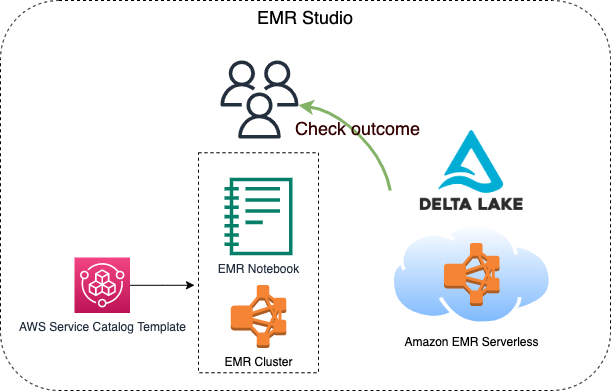 EMR Studio
Check outcome
DELTA LAKE
EMR Notebook
AWS Service Catalog Template
EMR Cluster
Amazon EMR Serverless